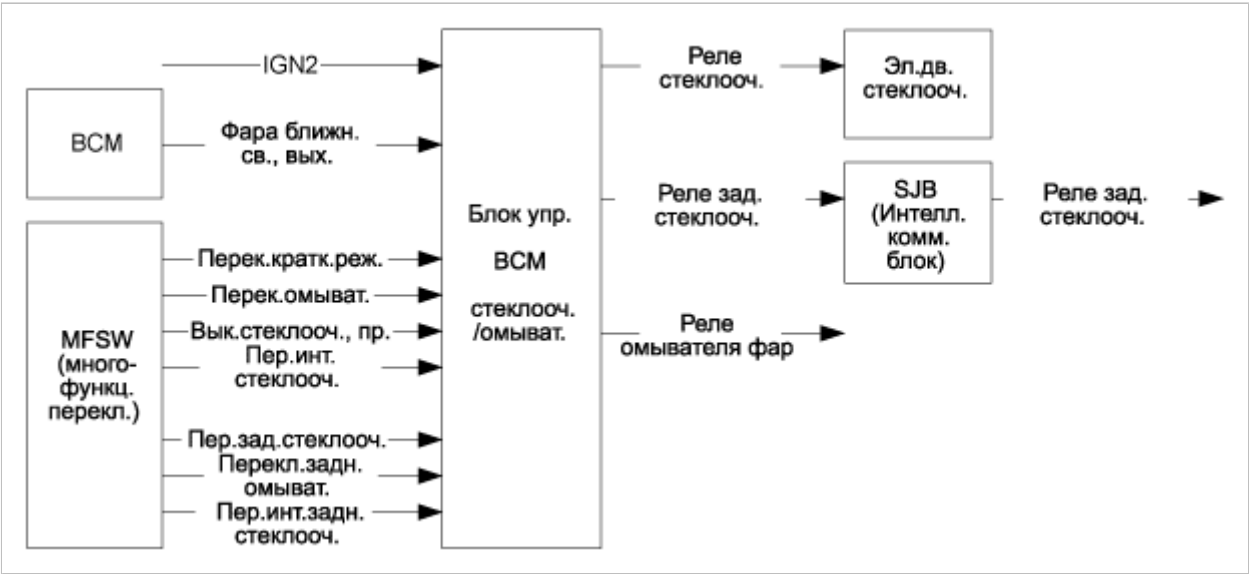 IGN2
BCM
Фара ближн.
св., вых.
MFSW
(много-
функц.
перекл.)
Перек.кратк.реж.
Перек.омыват.
Вык.стеклооч., пр.
Пер.инт.
стеклооч.
Пер.зад.стеклооч.
Перекл.задн.
омыват.
Пер.инт.задн.
стеклооч.
Блок упр.
BCM
стеклооч.
/омыват.
Реле
стеклооч.
Эл.дв.
стеклооч.
Реле зад.
стеклооч.
SJB
(Интелл.
комм.
блок)
Реле зад.
стеклооч.
Реле
омывателя фар